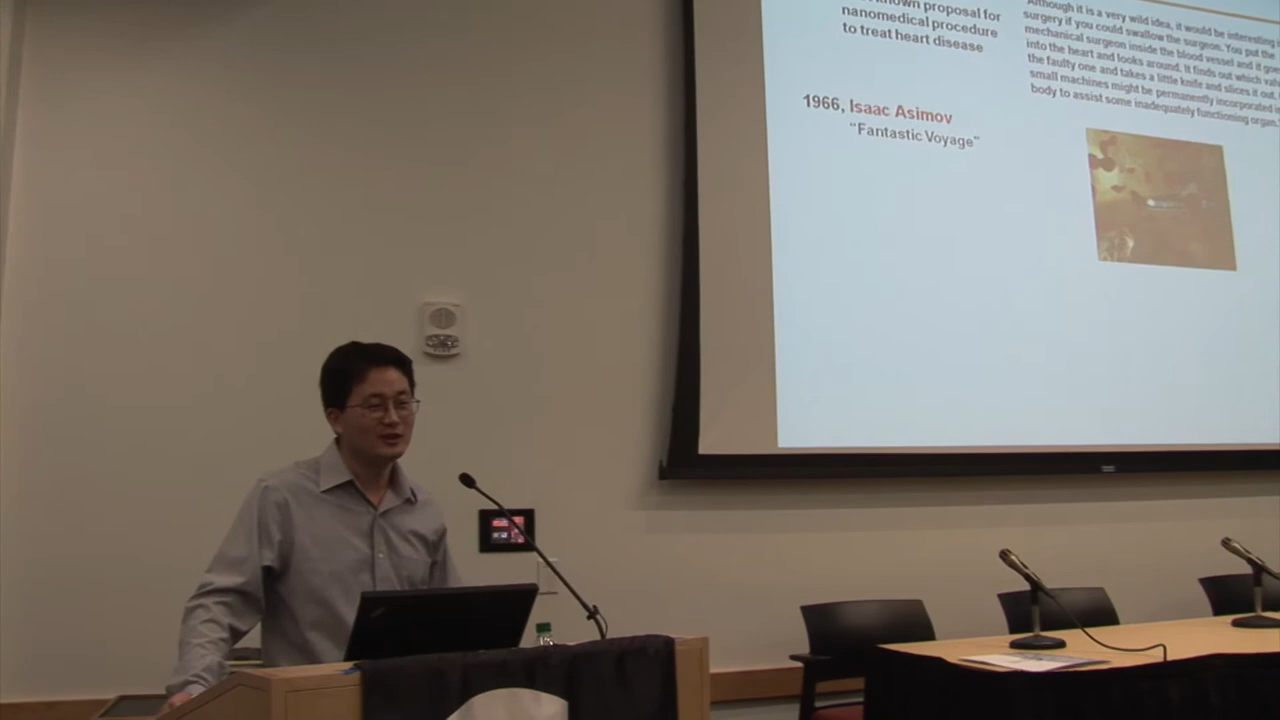 known proposal for
nanomedical procedure
to treat heart disease
1966, Isaac Asimov
"Fantastic Voyage"
Although it is a very wild idea, it would be interesting
surgery if you could swallow the surgeon. You put the
mechanical surgeon inside the blood vessel and it goes
into the heart and looks around. It finds out which
the faulty one and takes a little knife and slices it out.
small machines might be permanently incorporated
body to assist some inadequately functioning organ.